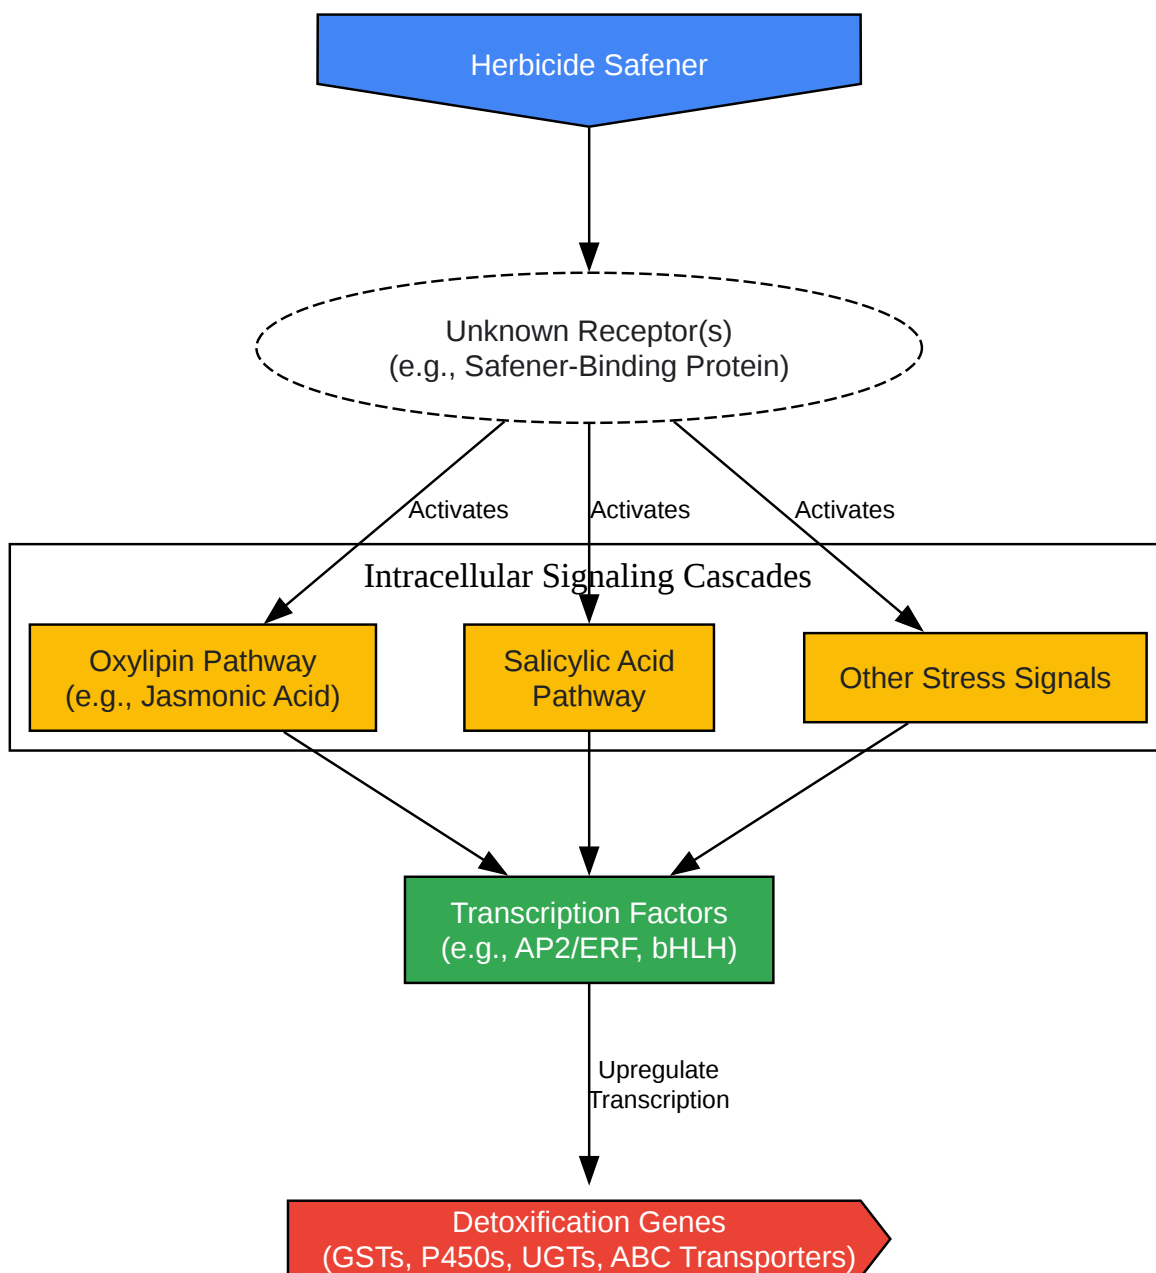 Herbicide Safener
Unknown Receptor(s)
(e.g., Safener-Binding Protein)
Activates
Activates
Activates
Intracellular Signaling Cascades
Oxylipin Pathway
(e.g., Jasmonic Acid)
Salicylic Acid
Pathway
Other Stress Signals
Transcription Factors
(e.g., AP2/ERF, bHLH)
Upregulate
Transcription
Detoxification Genes
(GSTs, P450s, UGTs, ABC Transporters)